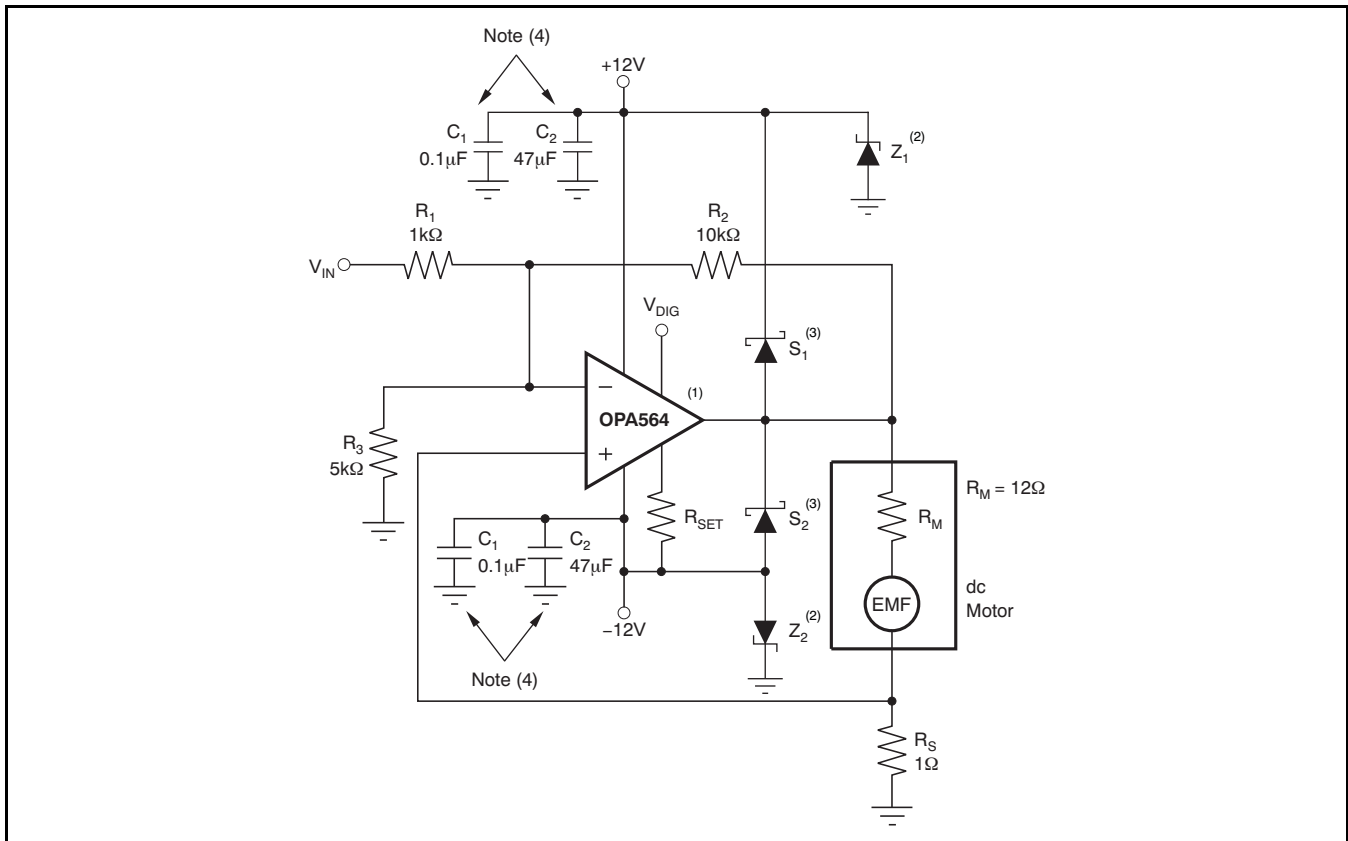 Note (4)
+12V
C1
0.1μF
C2
47μF
Z1(2)
R1
1kΩ
R2
10kΩ
VIN
VDIG
S1(3)
−
(1)
OPA564
+
R3
5kΩ
RSET
S2(3)
RM = 12Ω
RM
C1
0.1μF
C2
47μF
EMF
dc
Motor
−12V
Z2(2)
Note (4)
RS
1Ω